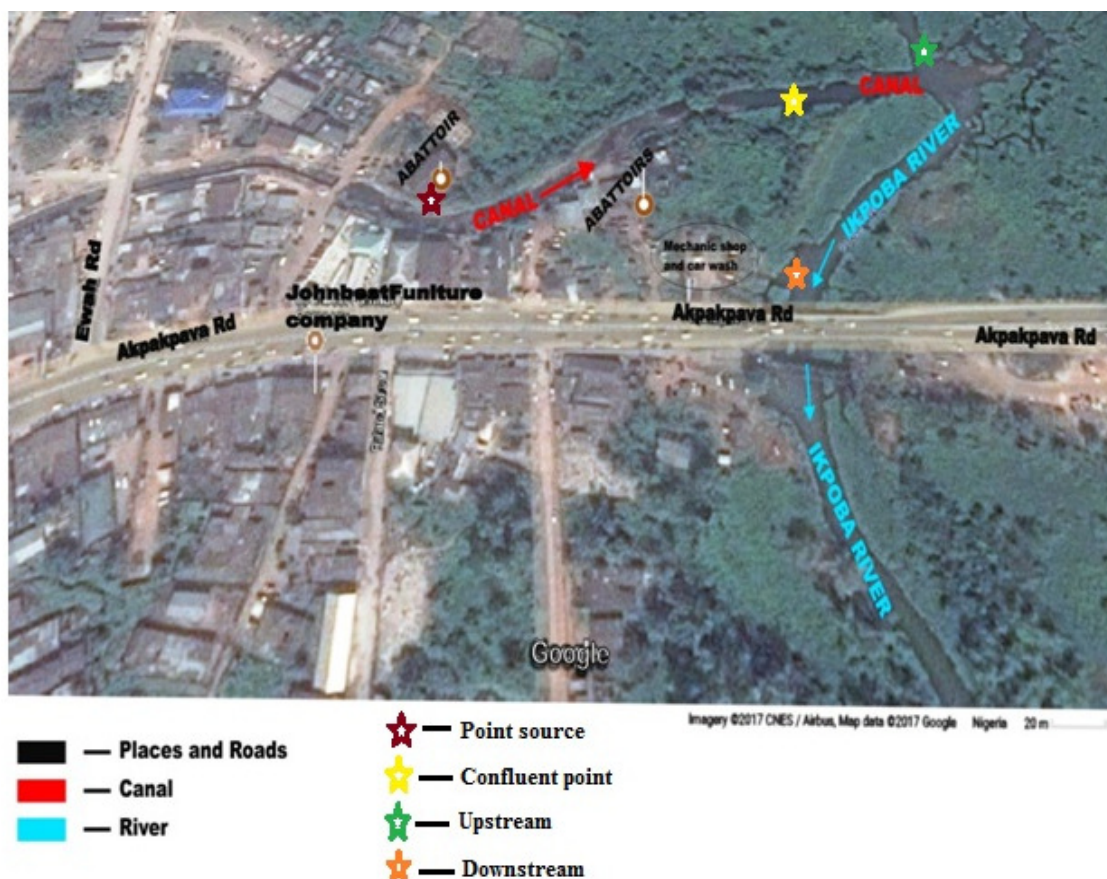 CANAL
ABATTOIR
CANAL
ABATTOIRS
IKPOBA RIVER
Mechanic shop
and car wash
Ewah Rd
JohnbestFuniture
company
Akpakpava Rd
Akpakpava Rd
Akpakpava Rd
IKPOBA RIVER
Google
Imagery ©2017 CNES / Airbus, Map data ©2017 Google Nigeria 20 m
— Places and Roads
— Canal
— River
— Point source
— Confluent point
— Upstream
— Downstream